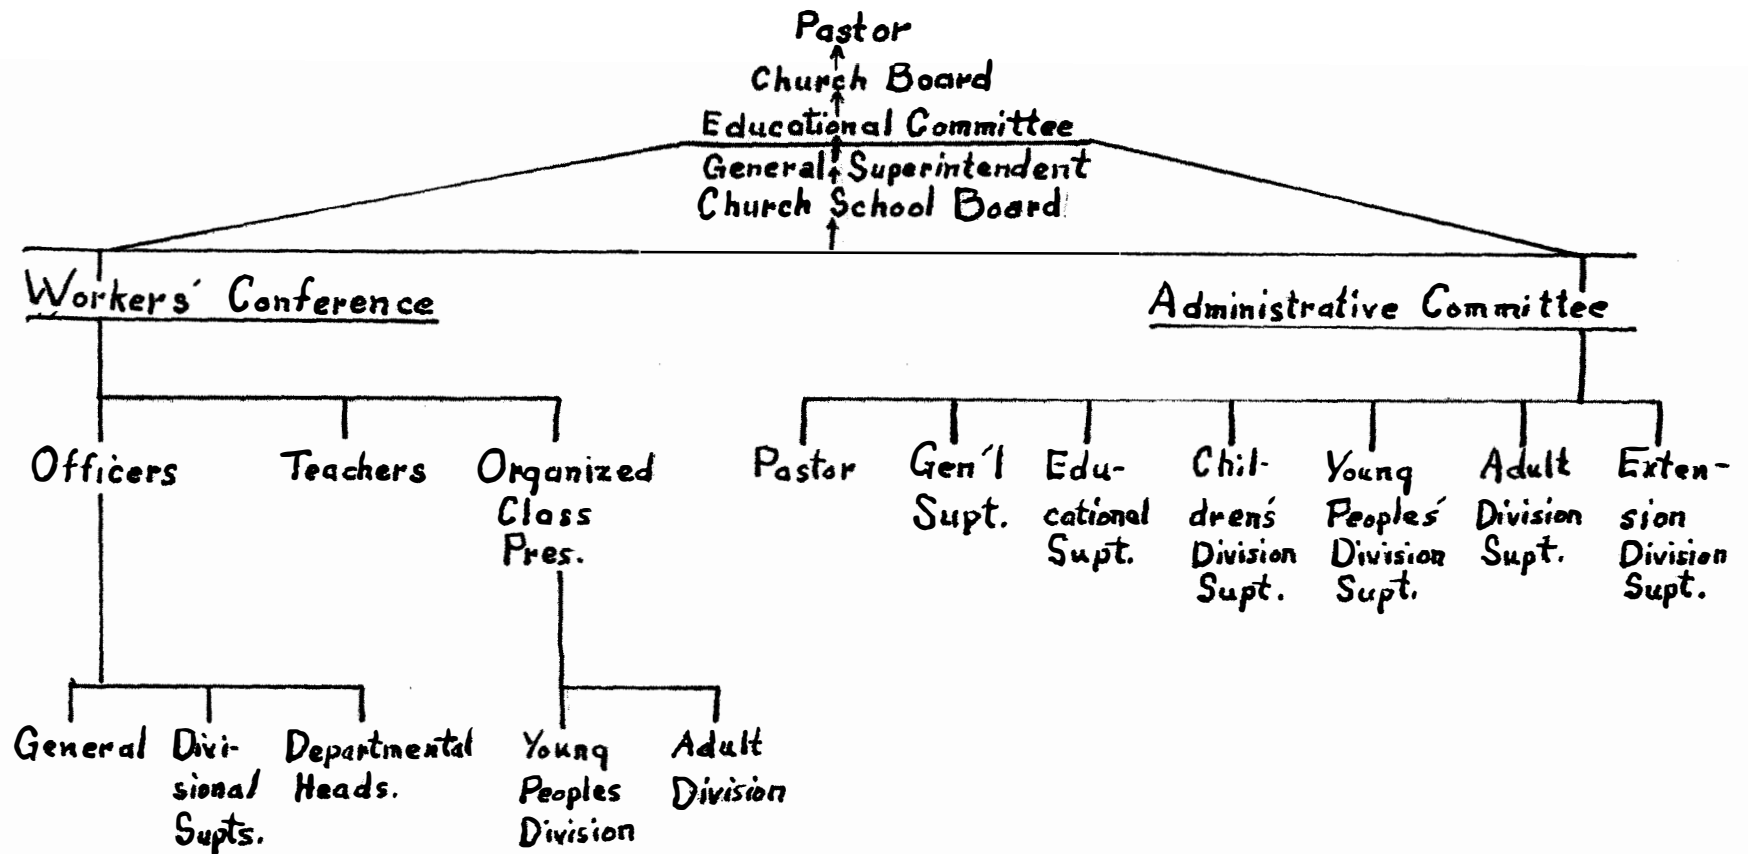 Pastor
Church Board
Educational Committee
General Superintendent
Church School Board
Workers' Conference
Administrative Committee
Officers
Teachers
Organized
Class
Pres.
Pastor
Gen'l
Supt.
Edu-
cational
Supt.
Chil-
dren's
Division
Supt.
Young
Peoples'
Division
Supt.
Adult
Division
Supt.
Exten-
sion
Division
Supt.
General
Divi-
sional
Supts.
Departmental
Heads.
Young
Peoples
Division
Adult
Division